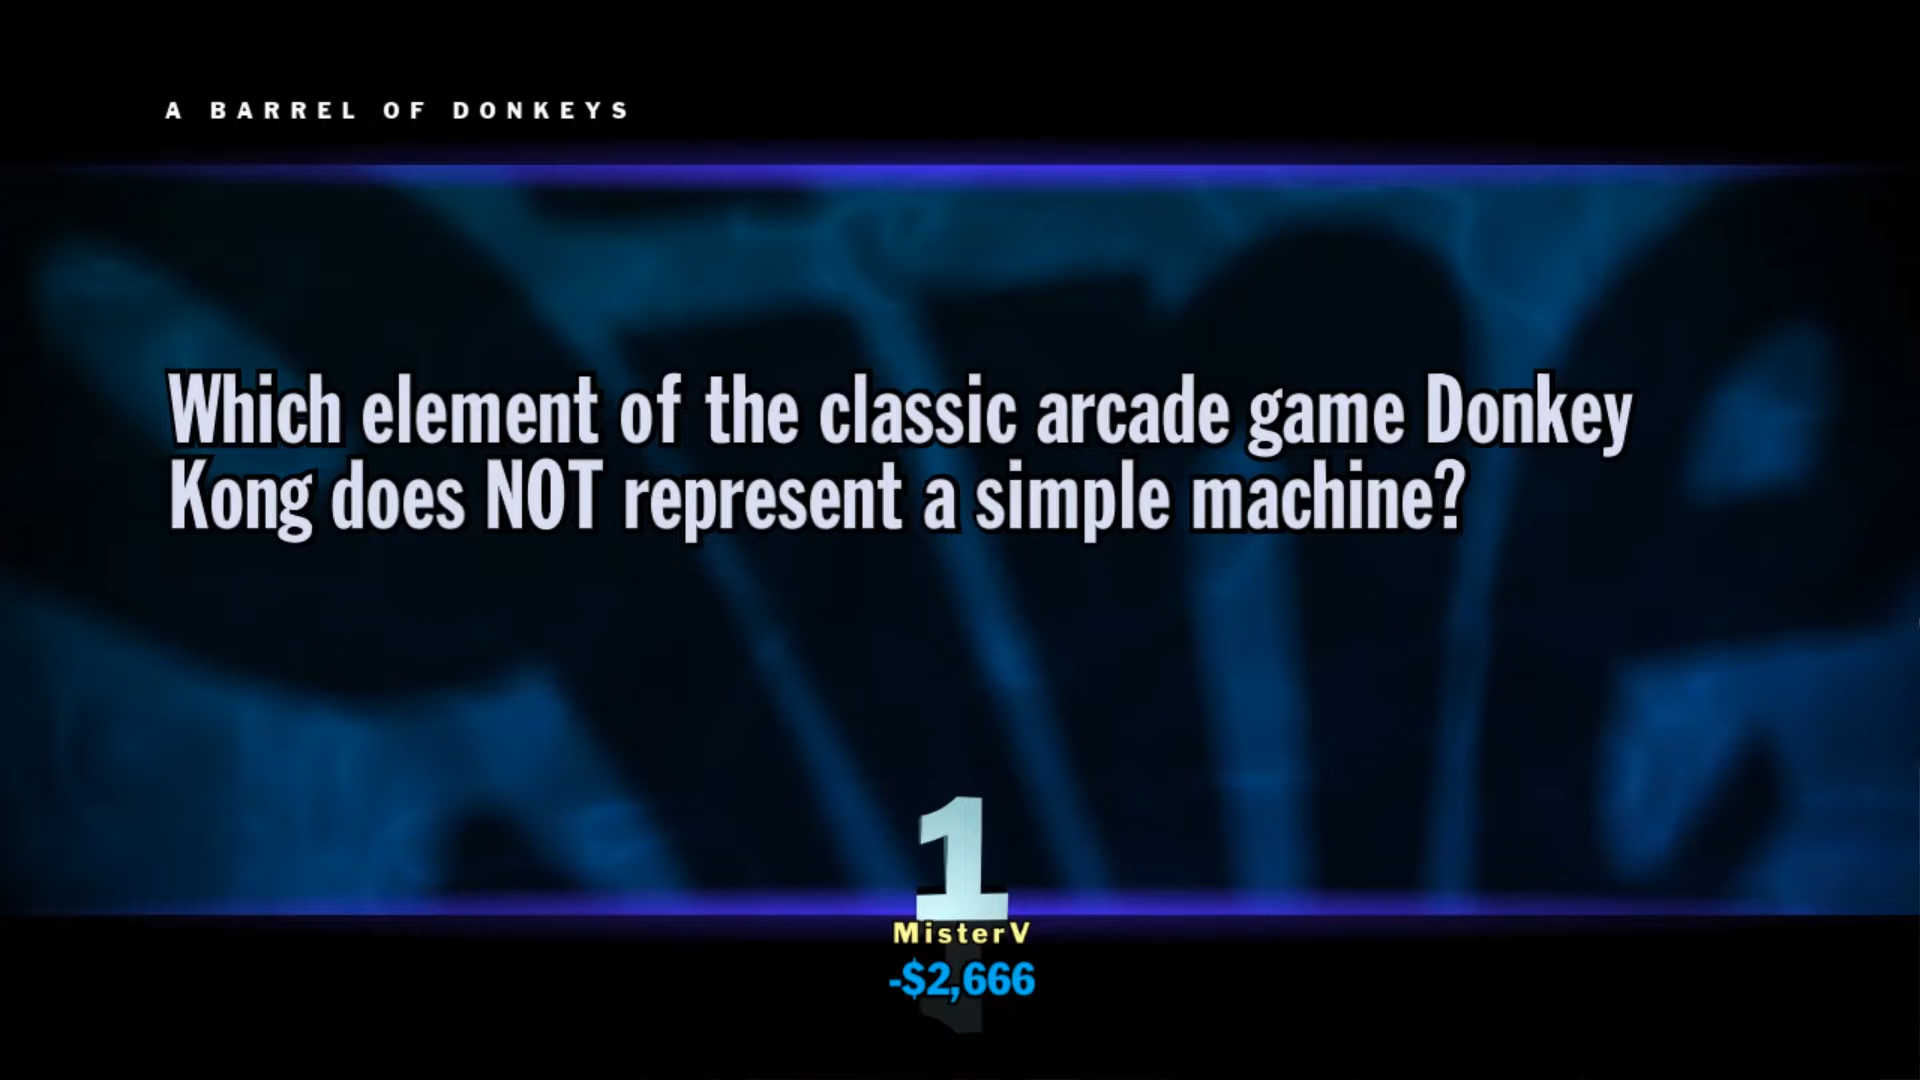 A BARREL OF DONKEYS
Which element of the classic arcade game Donkey
Kong does NOT represent a simple machine?
1
MisterV
-$2,666